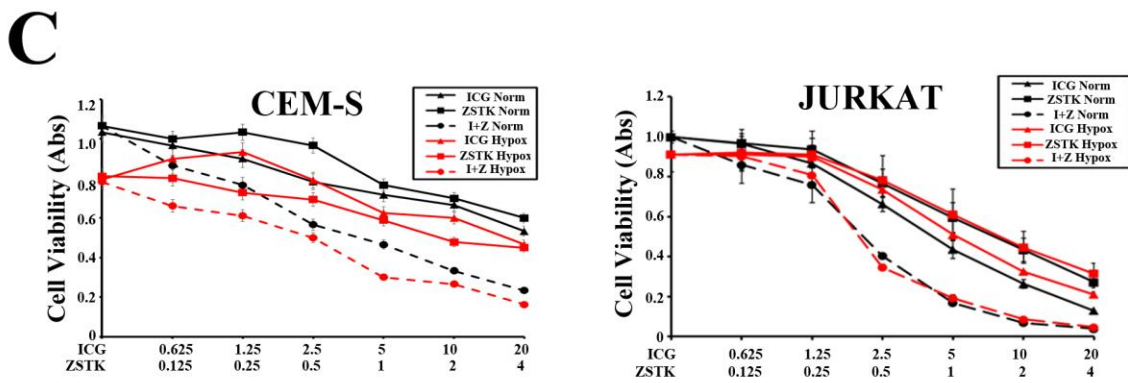 C
CEM-S
ICG Norm
ZSTK Norm
I+Z Norm
ICG Hypox
ZSTK Hypox
I+Z Hypox
Cell Viability (Abs)
1.2
1.0
0.8
0.6
0.4
0.2
0
ICG 0.625 1.25 2.5 5 10 20
ZSTK 0.125 0.25 0.5 1 2 4
JURKAT
ICG Norm
ZSTK Norm
I+Z Norm
ICG Hypox
ZSTK Hypox
I+Z Hypox
Cell Viability (Abs)
1.2
1.0
0.8
0.6
0.4
0.2
0
ICG 0.625 1.25 2.5 5 10 20
ZSTK 0.125 0.25 0.5 1 2 4